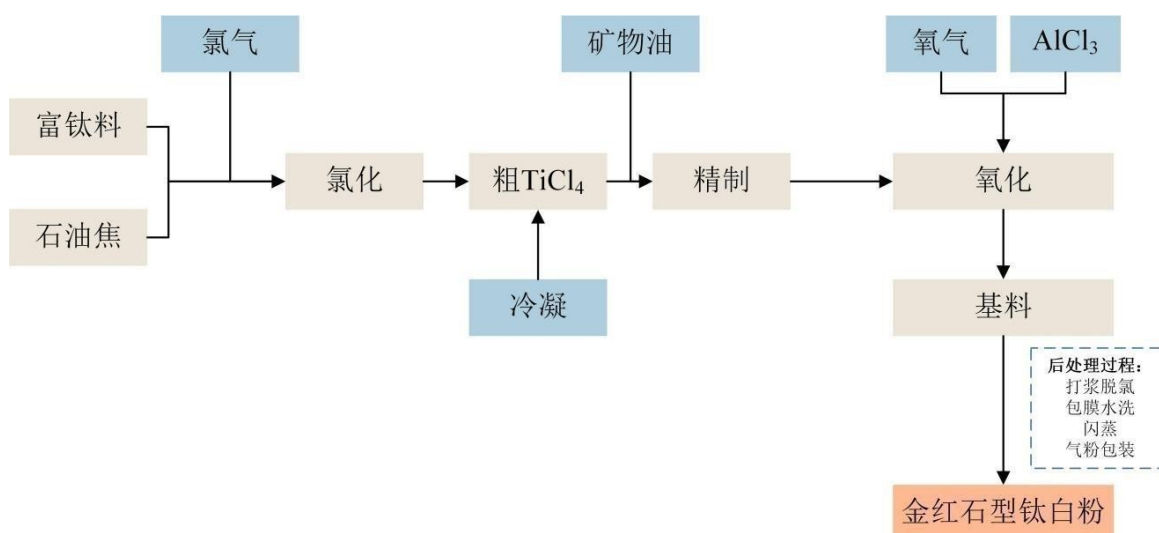 氯气
矿物油
氧气
AlCl₃
富钛料
氯化
粗TiCl₄
精制
氧化
石油焦
冷凝
基料
后处理过程：
打浆脱氯
包膜水洗
闪蒸
气粉包装
金红石型钛白粉